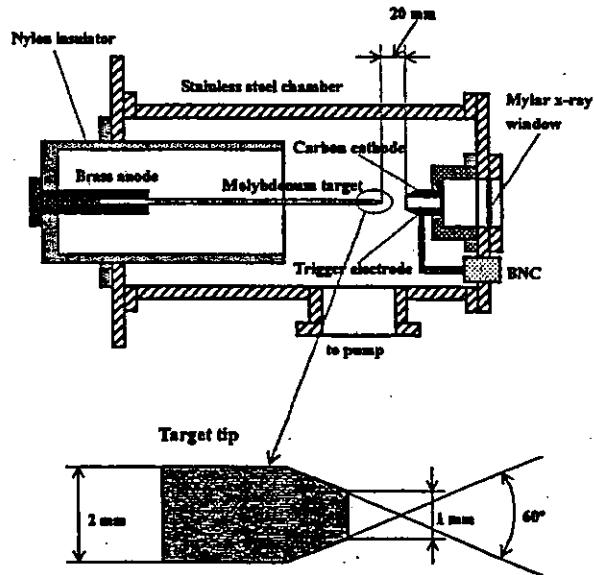 20 mm
Nylon insulator
Stainless steel chamber
Mylar x-ray
window
Carbon cathode
Brass anode
Molybdenum target
Trigger electrode
BNC
to pump
Target tip
2 mm
1 mm
60°